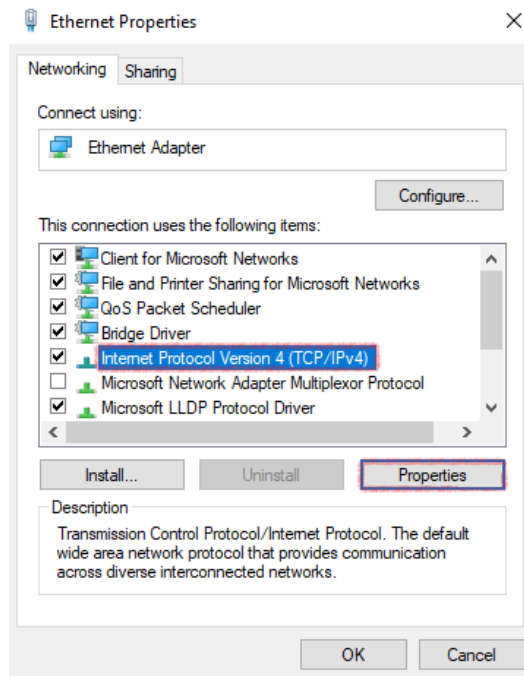 Ethernet Properties
Networking
Sharing
Connect using:
Ethernet Adapter
Configure...
This connection uses the following items:
Client for Microsoft Networks
File and Printer Sharing for Microsoft Networks
QoS Packet Scheduler
Bridge Driver
Internet Protocol Version 4 (TCP/IPv4)
Microsoft Network Adapter Multiplexor Protocol
Microsoft LLDP Protocol Driver
Install...
Uninstall
Properties
Description
Transmission Control Protocol/Internet Protocol. The default
wide area network protocol that provides communication
across diverse interconnected networks.
OK
Cancel